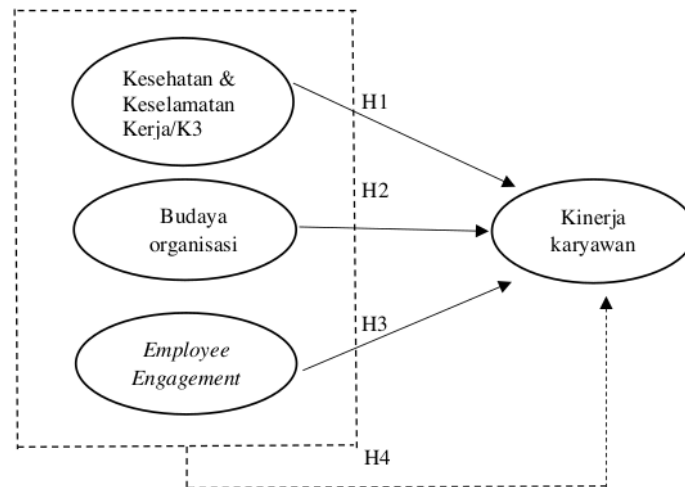 Kesehatan &
Keselamatan
Kerja/K3
H1
Budaya
organisasi
H2
Kinerja
karyawan
Employee
Engagement
H3
H4